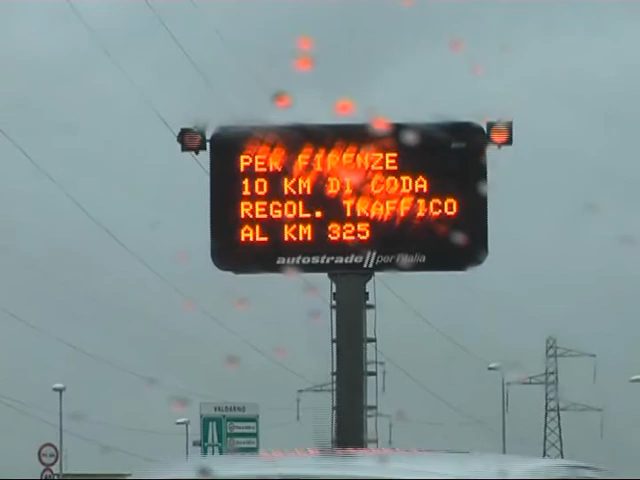 PER FIRENZE
10 KM DI CODA
REGOL. TRAFFICO
AL KM 325
autostrade // per l'italia
VALDARNO